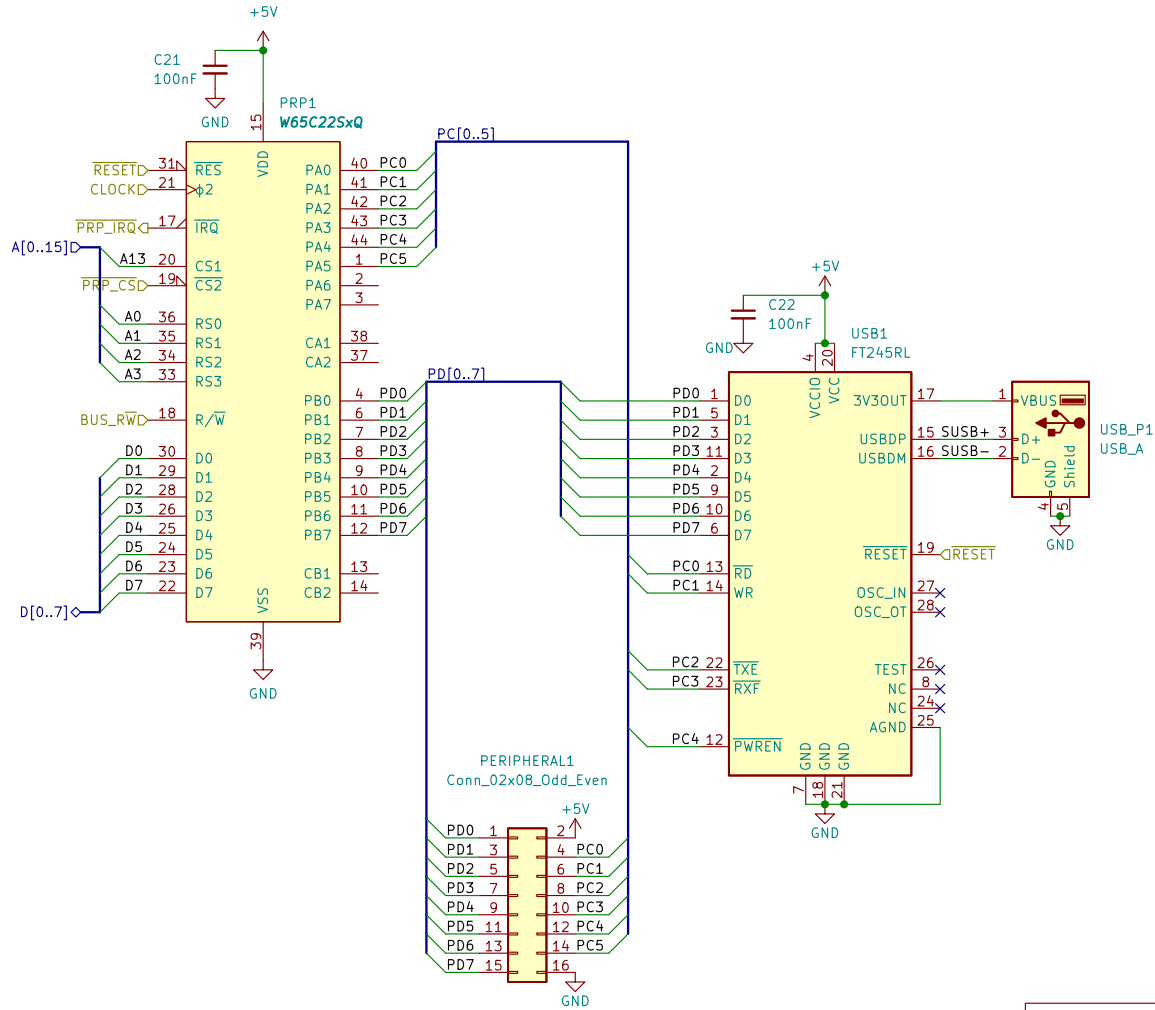 +5V
C21
100nF
GND
PRP1
W65C22SxQ
15
VDD
RESET 31 RES
CLOCK 21 ϕ2
PRP_IRQ 17 IRQ
A[0..15]
A13 20 CS1
PRP_CS 19 CS2
A0 36 RS0
A1 35 RS1
A2 34 RS2
A3 33 RS3
BUS_RW 18 R/W
D0 30 D0
D1 29 D1
D2 28 D2
D3 26 D3
D4 25 D4
D5 24 D5
D6 23 D6
D7 22 D7
D[0..7]
VSS
39
GND
PC[0..5]
PA0 40 PC0
PA1 41 PC1
PA2 42 PC2
PA3 43 PC3
PA4 44 PC4
PA5 1 PC5
PA6 2
PA7 3
CA1 38
CA2 37
PD[0..7]
PB0 4 PD0
PB1 6 PD1
PB2 7 PD2
PB3 8 PD3
PB4 9 PD4
PB5 10 PD5
PB6 11 PD6
PB7 12 PD7
CB1 13
CB2 14
+5V
C22
100nF
GND
USB1
FT245RL
4
20
VCCIO
VCC
PD0 1 D0
PD1 5 D1
PD2 3 D2
PD3 11 D3
PD4 2 D4
PD5 9 D5
PD6 10 D6
PD7 6 D7
PC0 13 RD
PC1 14 WR
PC2 22 TXE
PC3 23 RXF
PC4 12 PWREN
3V3OUT 17
USBDP 15 SUSB+
USBDM 16 SUSB-
RESET 19 RESET
OSC_IN 27
OSC_OT 28
TEST 26
NC 8
NC 24
AGND 25
GND
GND
GND
7
18
21
GND
1 VBUS
3 D+
2 D-
GND
Shield
4
5
GND
USB_P1
USB_A
PERIPHERAL1
Conn_02x08_Odd_Even
+5V
PD0 1 2
PD1 3 4 PC0
PD2 5 6 PC1
PD3 7 8 PC2
PD4 9 10 PC3
PD5 11 12 PC4
PD6 13 14 PC5
PD7 15 16
GND